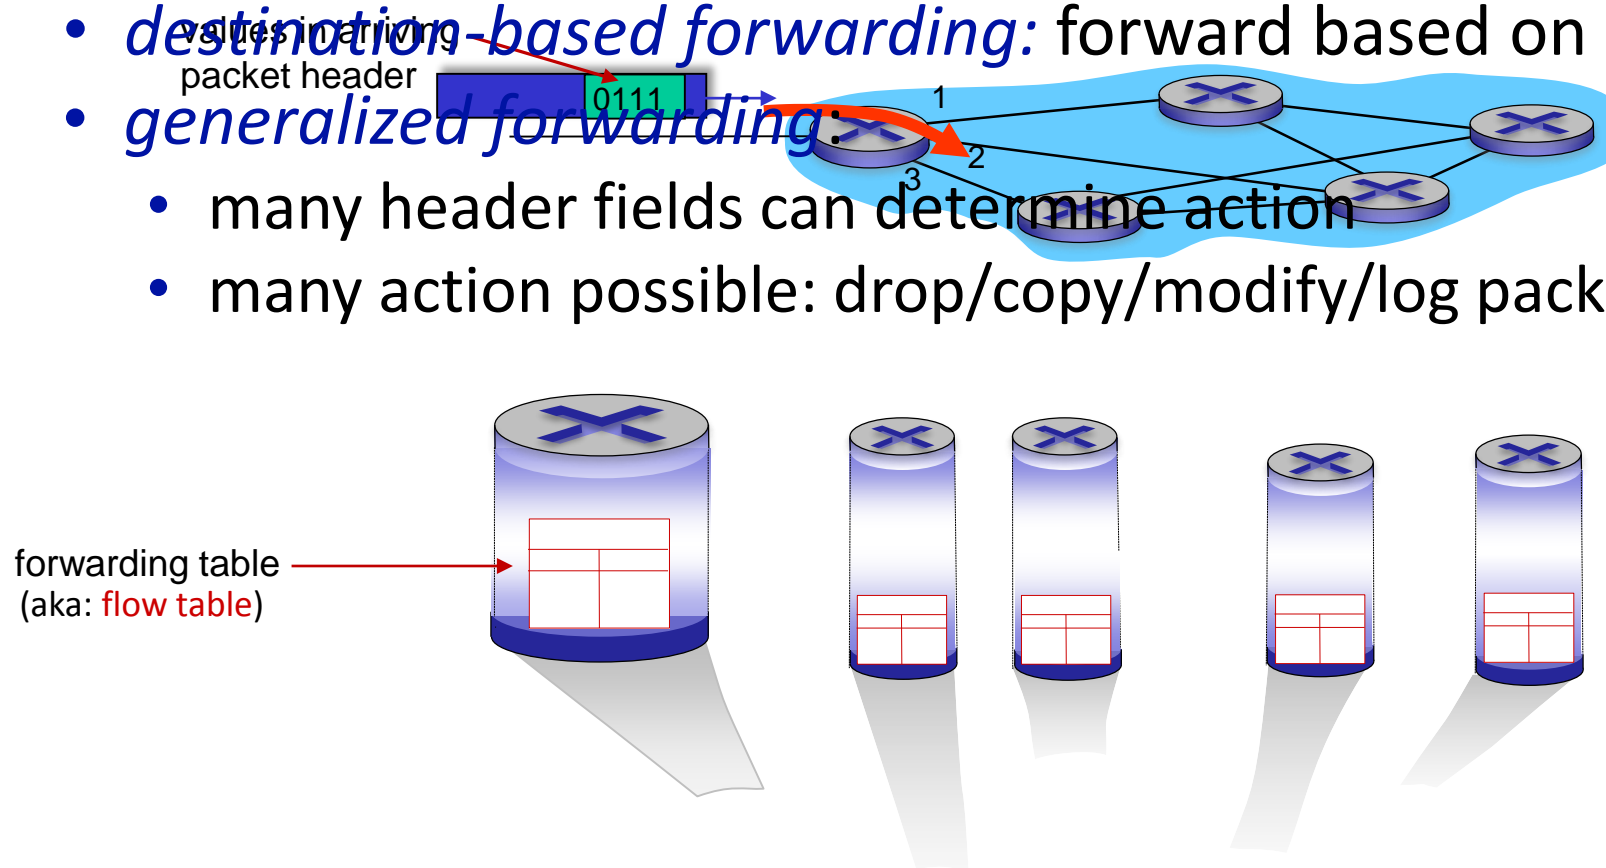 • destination-based forwarding: forward based on
values in arriving
packet header
0111
• generalized forwarding:
1
2
3
• many header fields can determine action
• many action possible: drop/copy/modify/log pack
forwarding table
(aka: flow table)